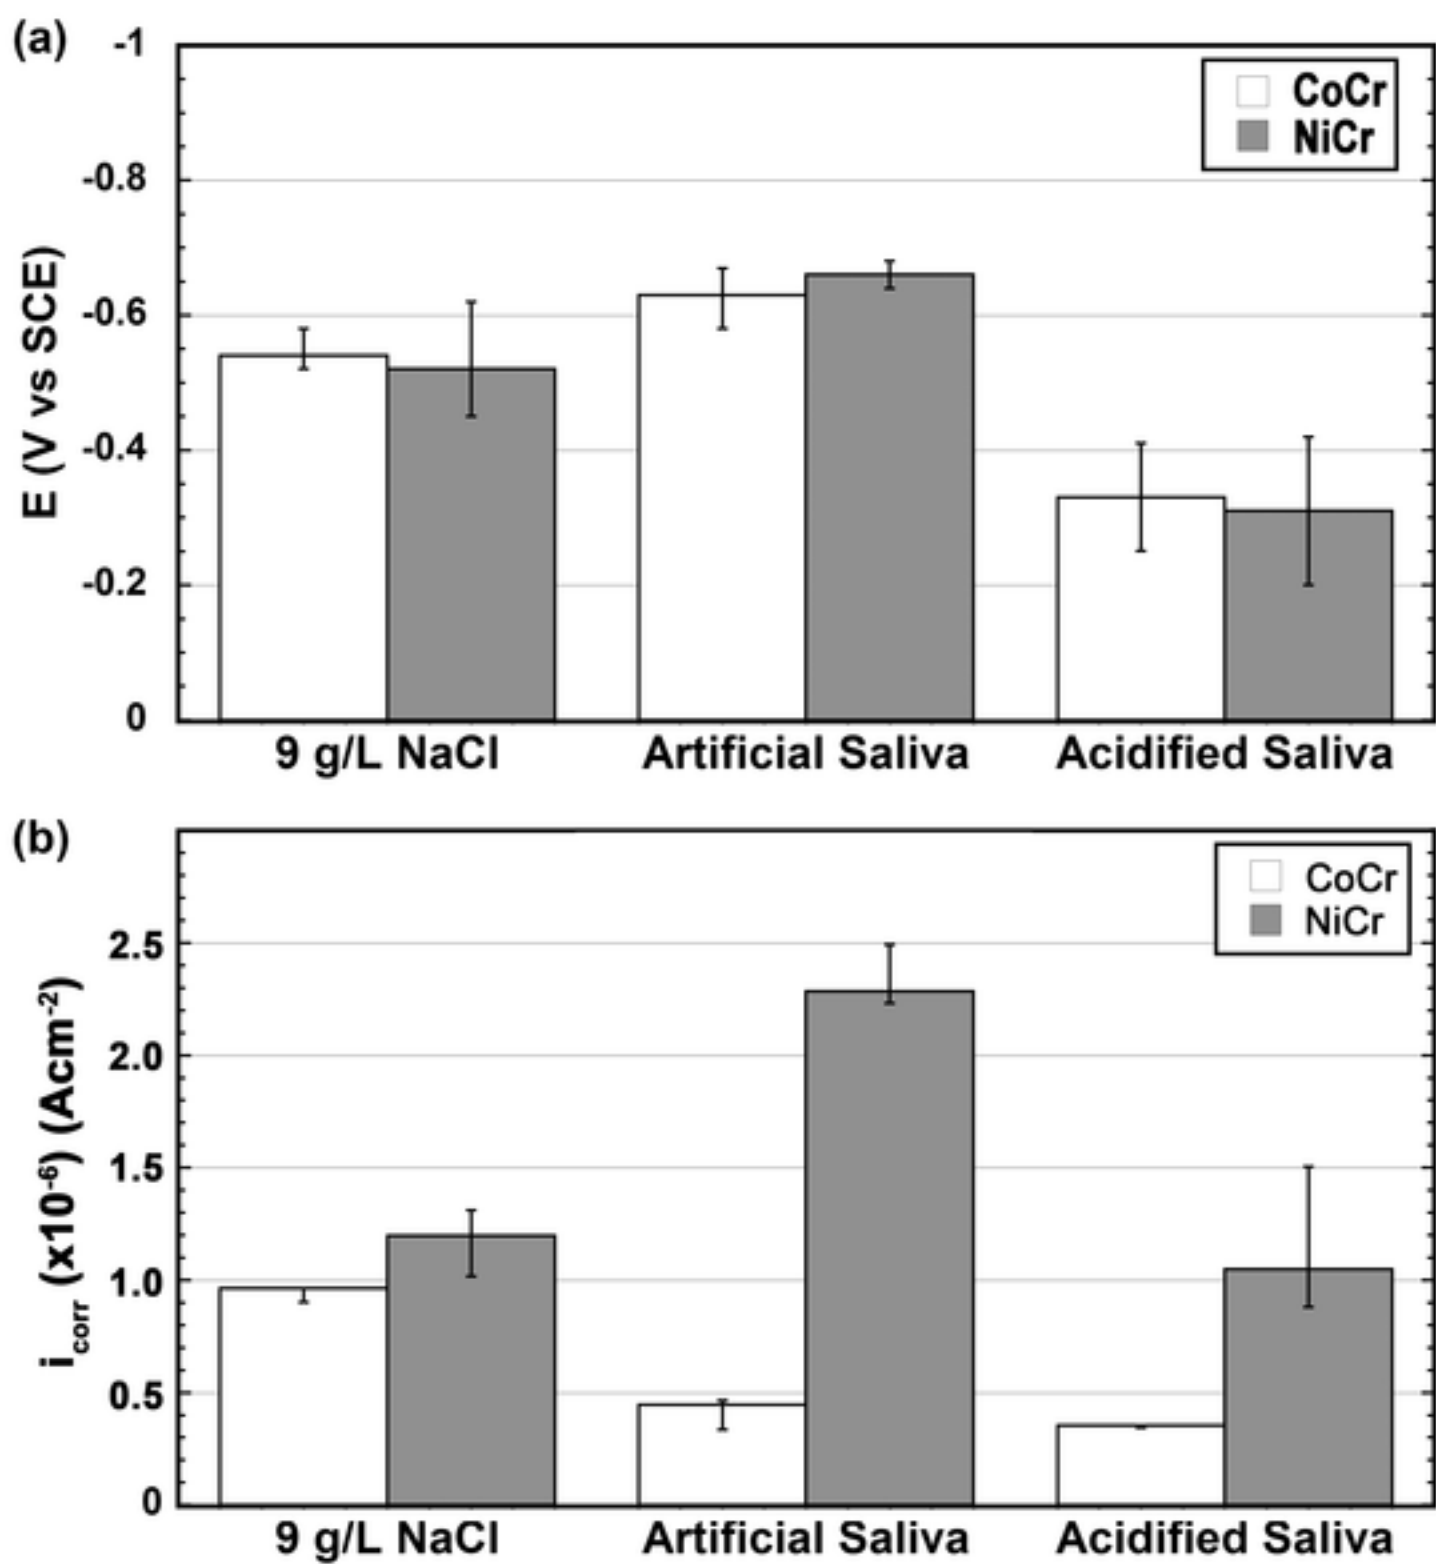 (a)
-1
-0.8
-0.6
-0.4
-0.2
0
E (V vs SCE)
CoCr
NiCr
9 g/L NaCl
Artificial Saliva
Acidified Saliva
(b)
2.5
2.0
1.5
1.0
0.5
0
i_corr (x10⁻⁶) (Acm⁻²)
CoCr
NiCr
9 g/L NaCl
Artificial Saliva
Acidified Saliva